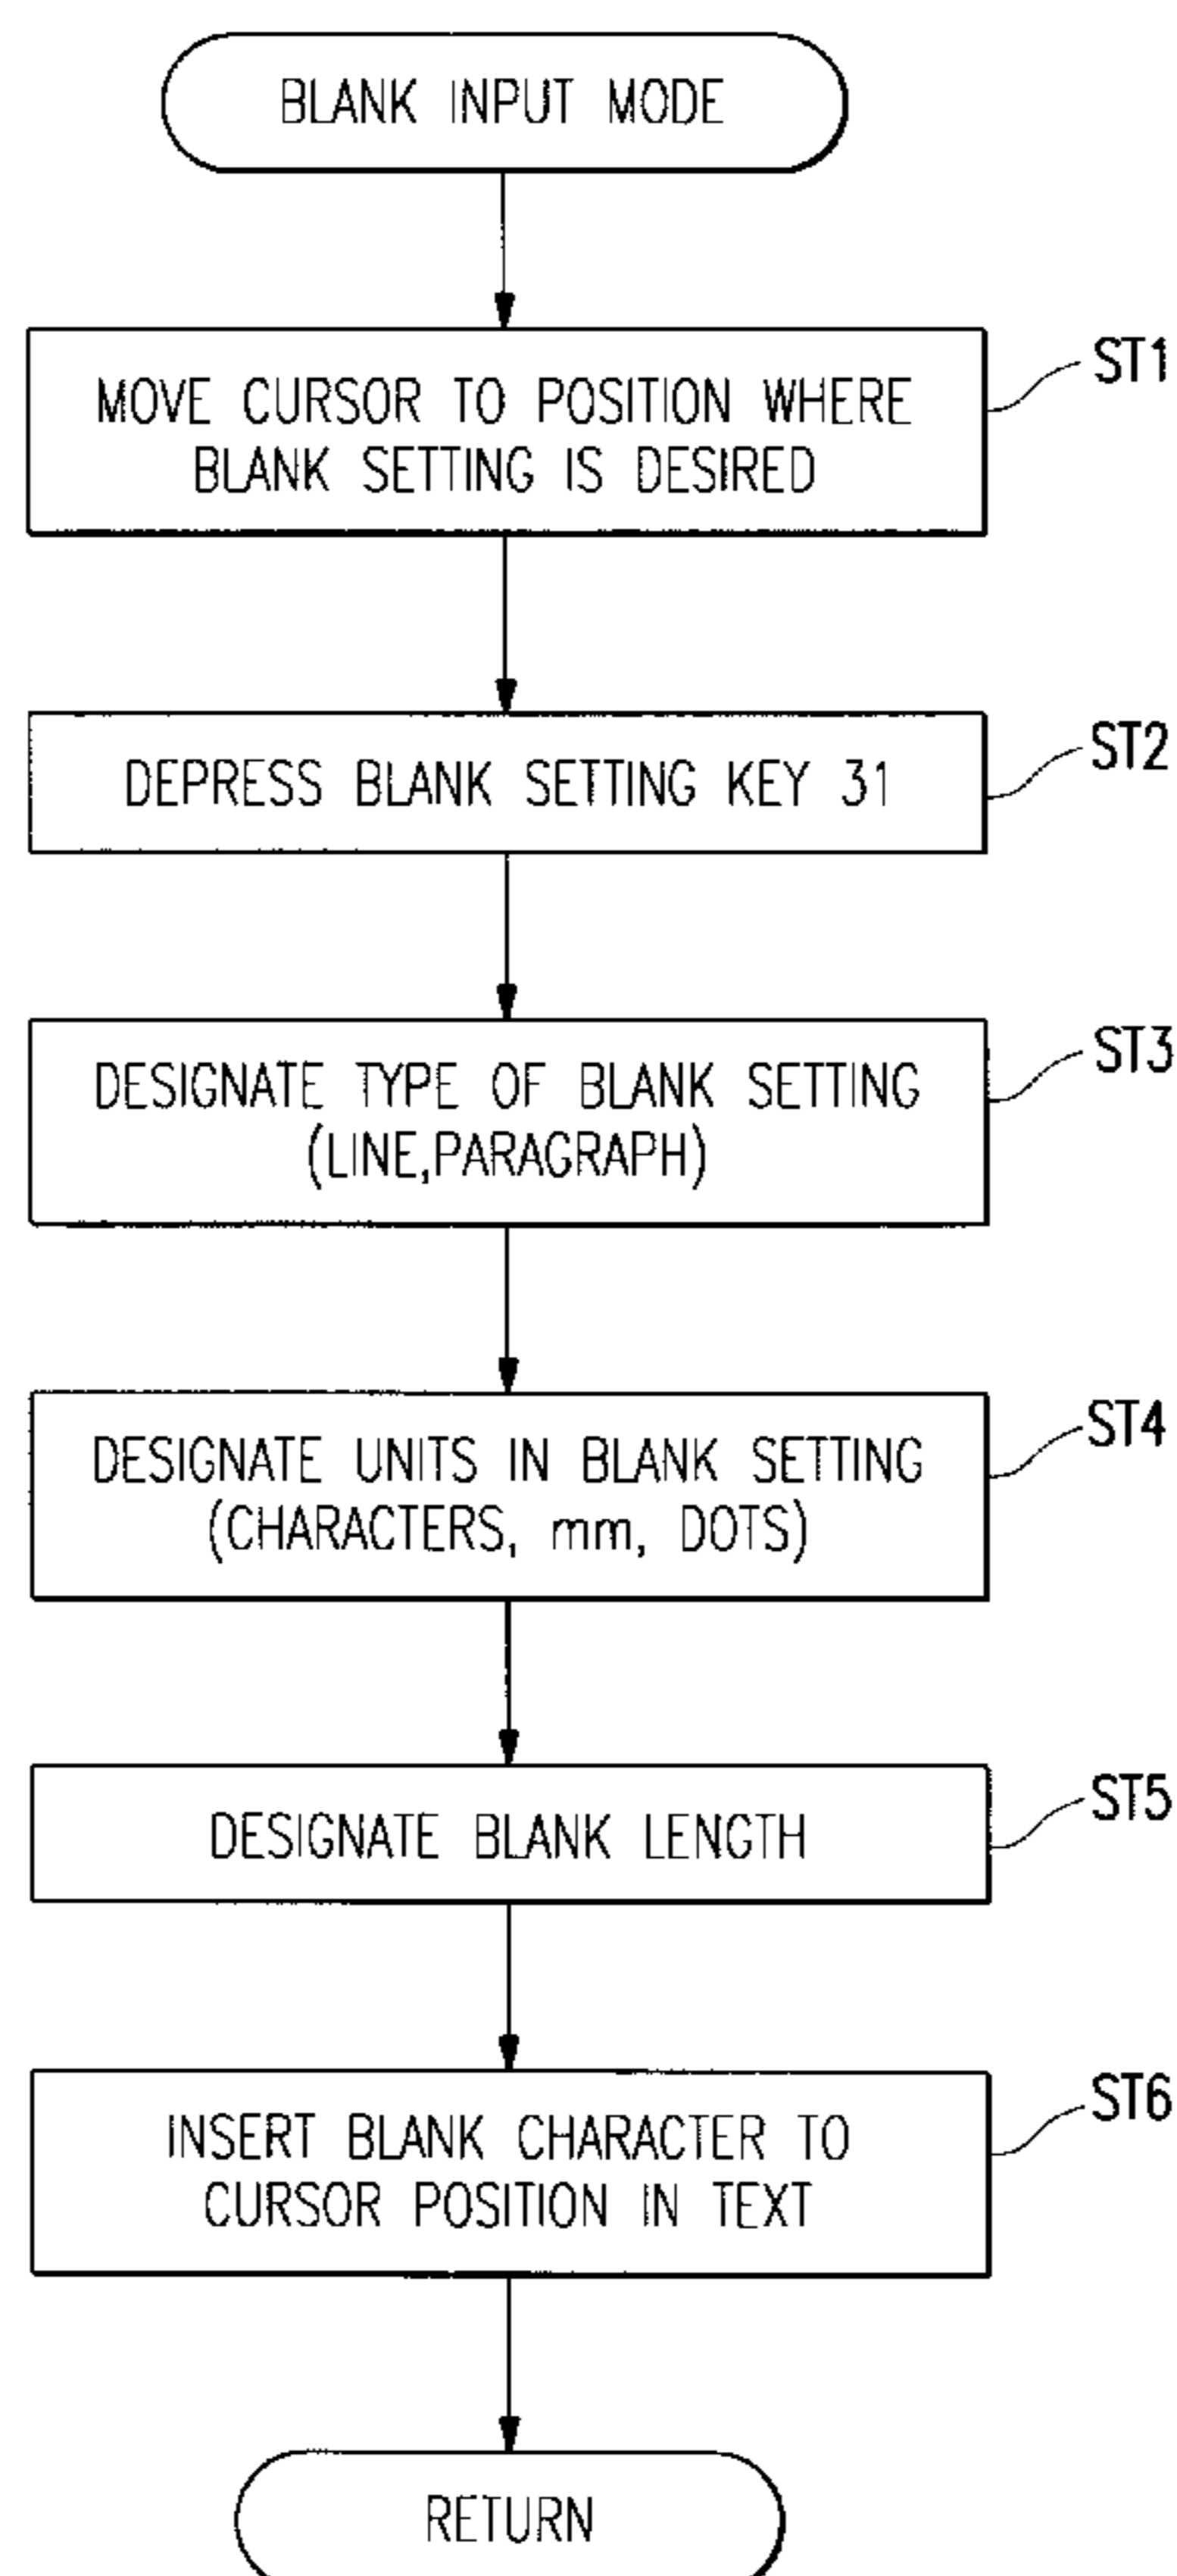 BLANK INPUT MODE
ST1
MOVE CURSOR TO POSITION WHERE
BLANK SETTING IS DESIRED
ST2
DEPRESS BLANK SETTING KEY 31
ST3
DESIGNATE TYPE OF BLANK SETTING
(LINE,PARAGRAPH)
ST4
DESIGNATE UNITS IN BLANK SETTING
(CHARACTERS, mm, DOTS)
ST5
DESIGNATE BLANK LENGTH
ST6
INSERT BLANK CHARACTER TO
CURSOR POSITION IN TEXT
RETURN